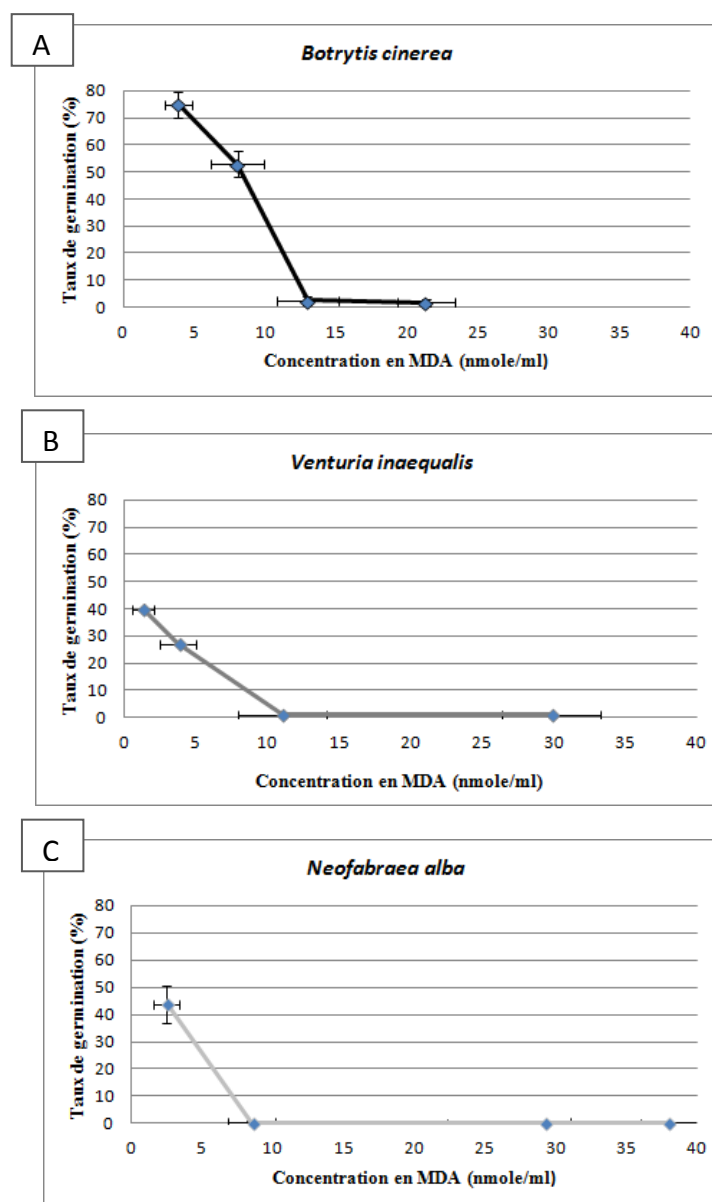 A
Botrytis cinerea
Taux de germination (%)
80
70
60
50
40
30
20
10
0
0 5 10 15 20 25 30 35 40
Concentration en MDA (nmole/ml)
B
Venturia inaequalis
Taux de germination (%)
80
70
60
50
40
30
20
10
0
0 5 10 15 20 25 30 35 40
Concentration en MDA (nmole/ml)
C
Neofabraea alba
Taux de germination (%)
80
70
60
50
40
30
20
10
0
0 5 10 15 20 25 30 35 40
Concentration en MDA (nmole/ml)